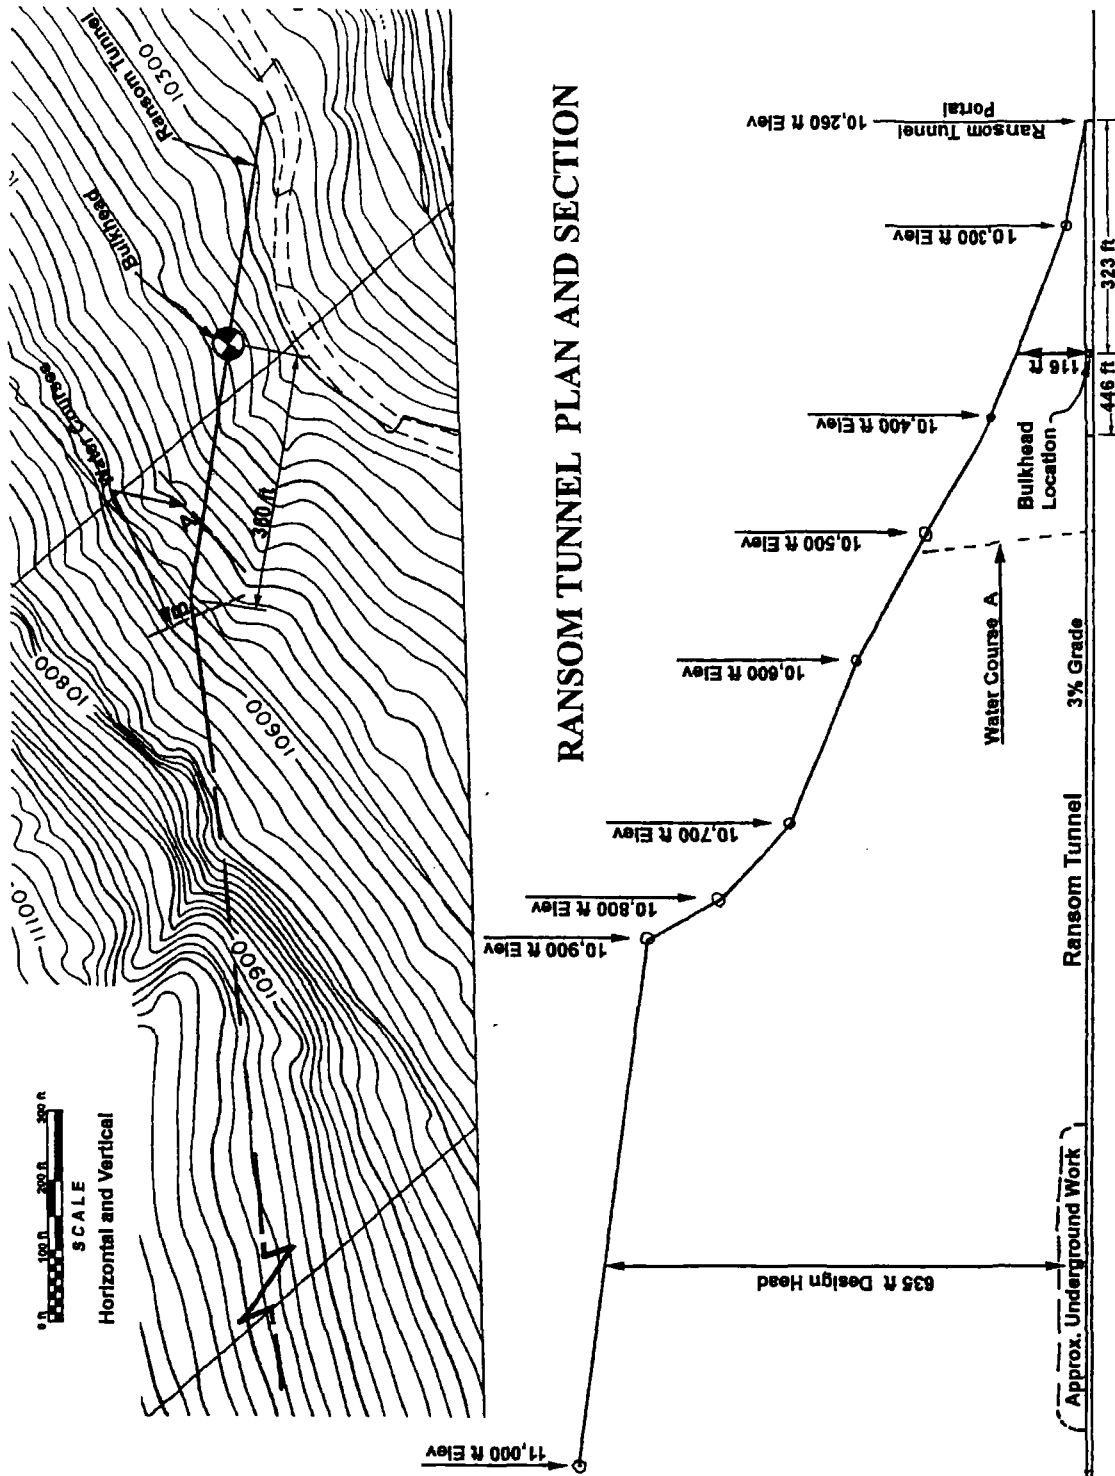 10300
Ransom Tunnel
Bulkhead
Water Courses
A
360 ft
10800
10600
11100
10900
0 ft 100 ft 200 ft 300 ft
SCALE
Horizontal and Vertical
RANSOM TUNNEL PLAN AND SECTION
11,000 ft Elev
10,900 ft Elev
10,800 ft Elev
10,700 ft Elev
10,600 ft Elev
10,500 ft Elev
10,400 ft Elev
10,300 ft Elev
10,260 ft Elev
Ransom Tunnel
Portal
635 ft Design Head
Approx. Underground Work
Ransom Tunnel
3% Grade
Water Course A
Bulkhead
Location
116 ft
446 ft
323 ft